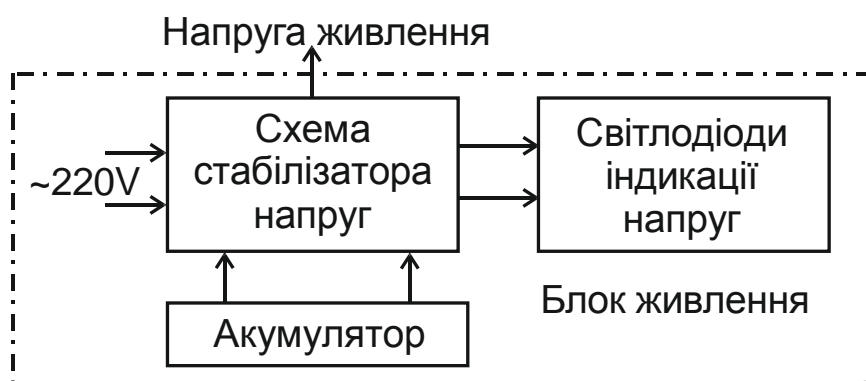 Напруга живлення
~220V
Схема
стабілізатора
напруг
Світлодіоди
індикації
напруг
Акумулятор
Блок живлення